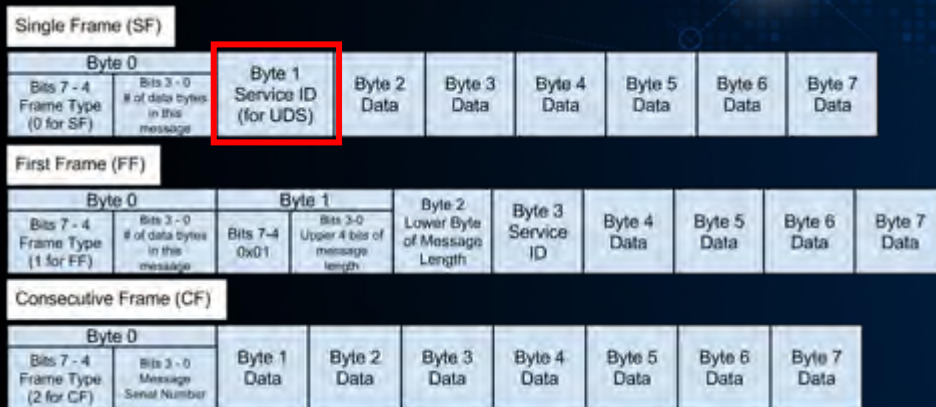 Single Frame (SF)
Byte 0
Bits 7 - 4
Frame Type
(0 for SF)
Bits 3 - 0
# of data bytes
in this
message
Byte 1
Service ID
(for UDS)
Byte 2
Data
Byte 3
Data
Byte 4
Data
Byte 5
Data
Byte 6
Data
Byte 7
Data
First Frame (FF)
Byte 0
Bits 7 - 4
Frame Type
(1 for FF)
Bits 3 - 0
# of data bytes
in this
message
Byte 1
Bits 7-4
0x01
Bits 3-0
Upper 4 bits of
message
length
Byte 2
Lower Byte
of Message
Length
Byte 3
Service
ID
Byte 4
Data
Byte 5
Data
Byte 6
Data
Byte 7
Data
Consecutive Frame (CF)
Byte 0
Bits 7 - 4
Frame Type
(2 for CF)
Bits 3 - 0
Message
Serial Number
Byte 1
Data
Byte 2
Data
Byte 3
Data
Byte 4
Data
Byte 5
Data
Byte 6
Data
Byte 7
Data